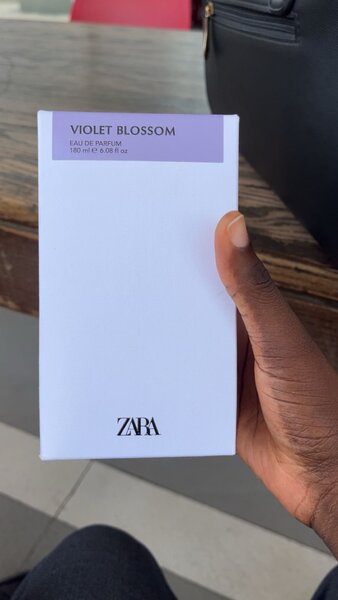 VIOLET BLOSSOM
EAU DE PARFUM
180 ml ℮ 6.08 fl oz
ZARA